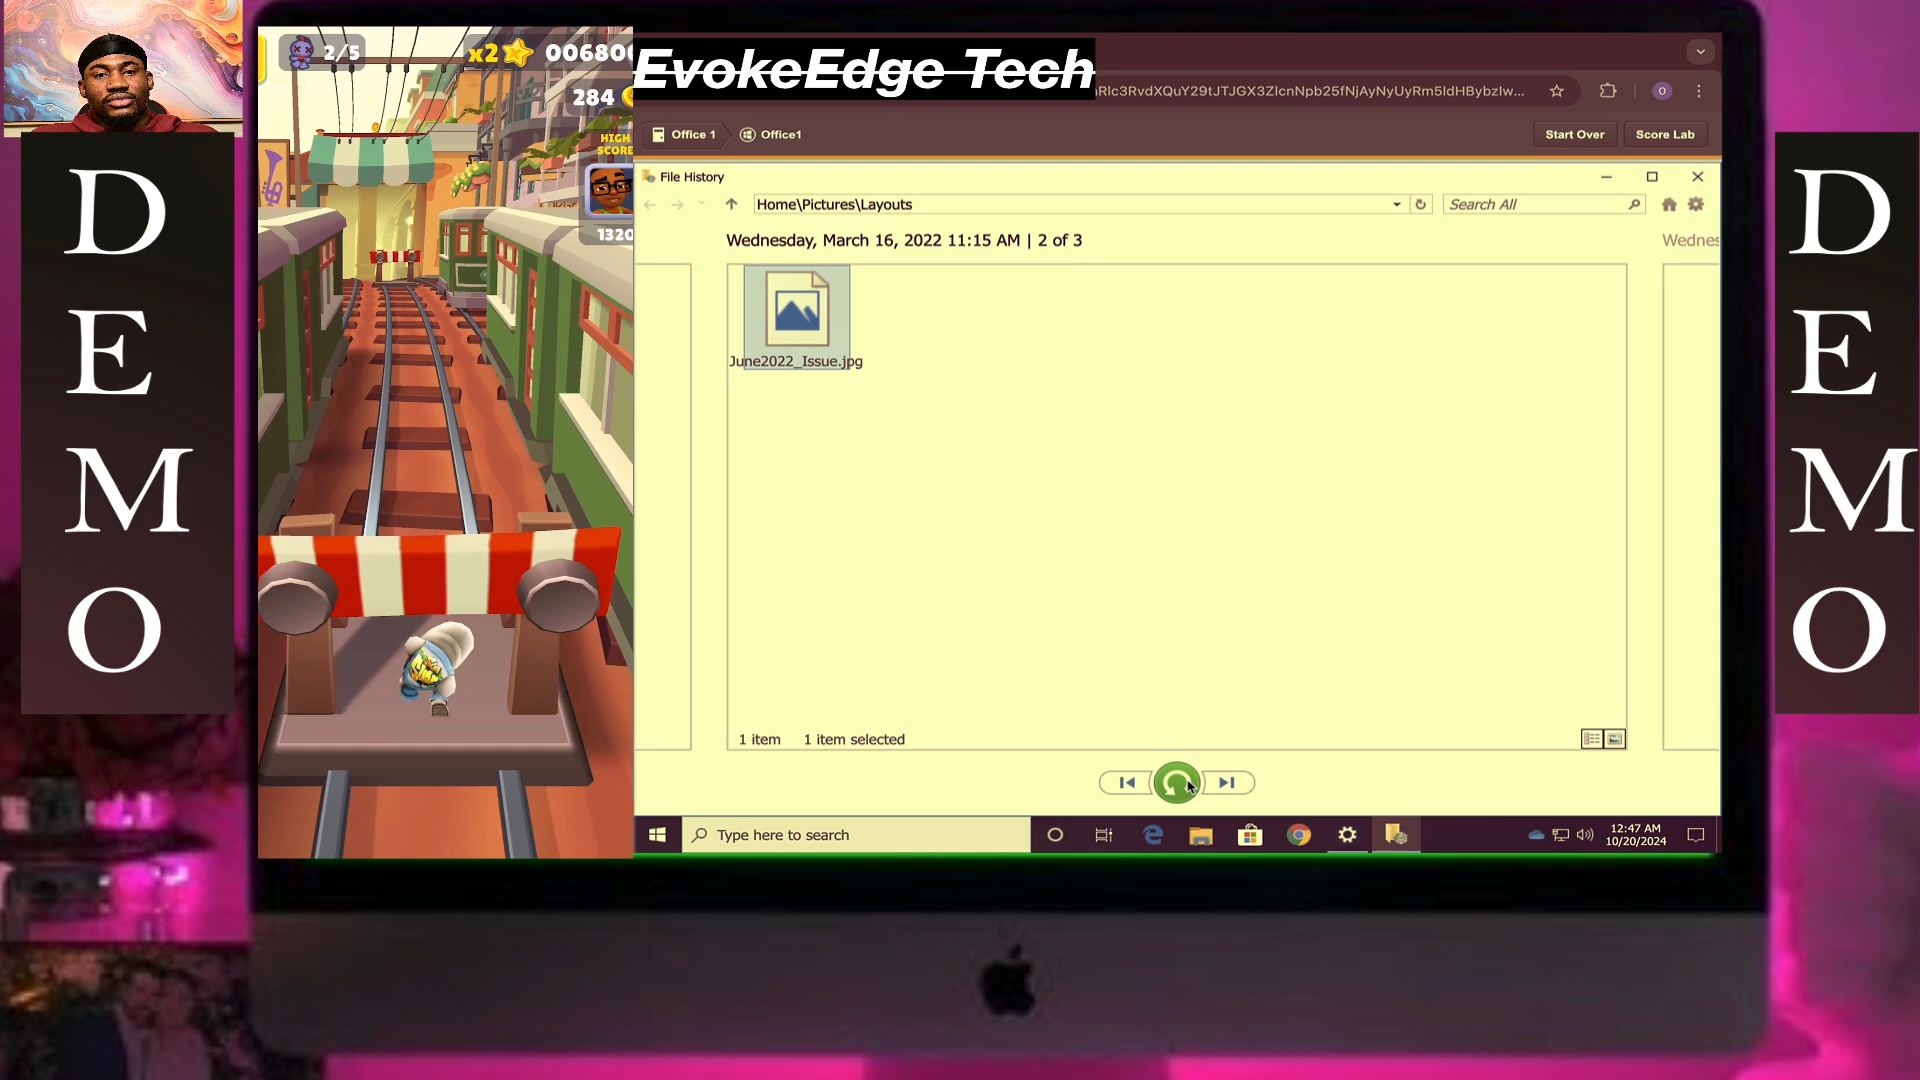 D
E
M
O
2/5
x2
284
HIGH
SCORE
1320
EvokeEdge Tech
Office 1
Office1
Start Over
Score Lab
File History
Home\Pictures\Layouts
Search All
Wednesday, March 16, 2022 11:15 AM | 2 of 3
Wednes
June2022_Issue.jpg
1 item
1 item selected
Type here to search
12:47 AM
10/20/2024
D
E
M
O